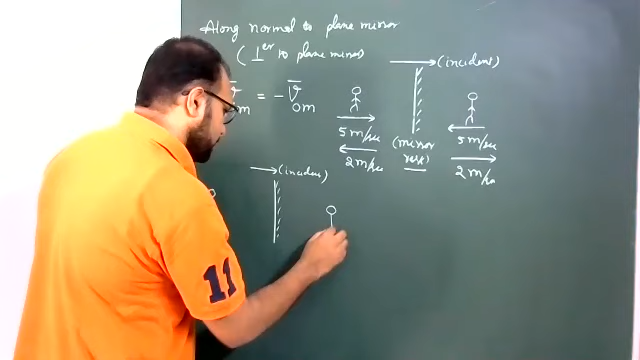 Along normal to plane mirror
(⊥er to plane mirror)
(incident)
V̄ m = - V̄ om
5 m/sec
5 m/sec
(mirror
2 m/sec
rest)
2 m/sec
(incident)
11